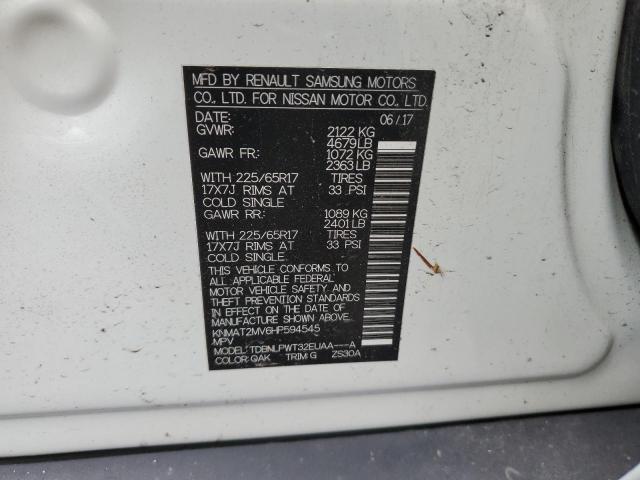 MFD BY RENAULT SAMSUNG MOTORS
CO., LTD. FOR NISSAN MOTOR CO., LTD.
DATE: 06/17
GVWR: 2122 KG
4679 LB
GAWR FR: 1072 KG
2363 LB
WITH 225/65R17 TIRES
17X7J RIMS AT 33 PSI
COLD SINGLE
GAWR RR: 1089 KG
2401 LB
WITH 225/65R17 TIRES
17X7J RIMS AT 33 PSI
COLD SINGLE
THIS VEHICLE CONFORMS TO
ALL APPLICABLE FEDERAL
MOTOR VEHICLE SAFETY AND
THEFT PREVENTION STANDARDS
IN EFFECT ON THE DATE OF
MANUFACTURE SHOWN ABOVE.
KNMAT2MV6HP594545
MPV
MODEL: TDBNLPWT32EUAA----A
COLOR: QAK TRIM: G ZS30A